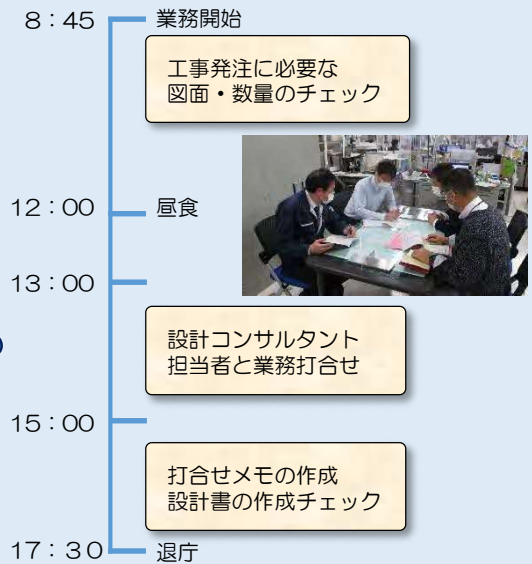 8：45 業務開始
工事発注に必要な
図面・数量のチェック
12：00 昼食
13：00
設計コンサルタント
担当者と業務打合せ
15：00
打合せメモの作成
設計書の作成チェック
17：30 退庁